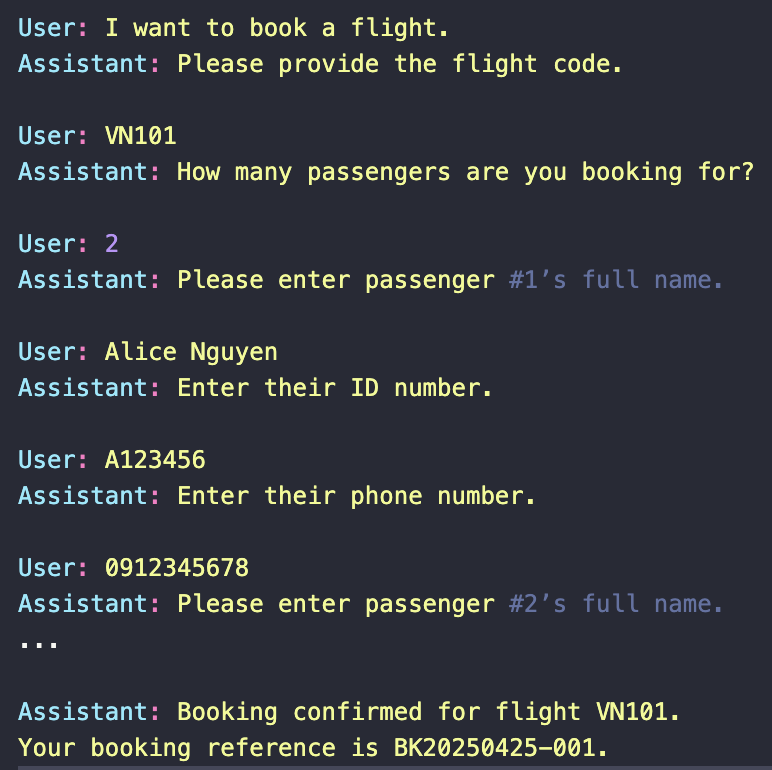 User: I want to book a flight.
Assistant: Please provide the flight code.
User: VN101
Assistant: How many passengers are you booking for?
User: 2
Assistant: Please enter passenger #1’s full name.
User: Alice Nguyen
Assistant: Enter their ID number.
User: A123456
Assistant: Enter their phone number.
User: 0912345678
Assistant: Please enter passenger #2’s full name.
...
Assistant: Booking confirmed for flight VN101.
Your booking reference is BK20250425-001.